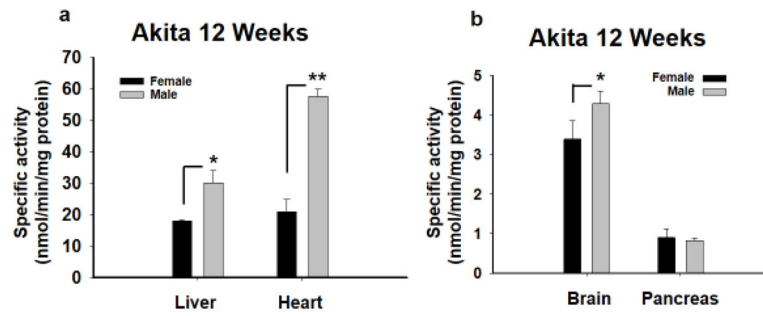 a
Akita 12 Weeks
Specific activity
(nmol/min/mg protein)
70
60
50
40
30
20
10
0
Female
Male
*
**
Liver Heart
b
Akita 12 Weeks
Specific activity
(nmol/min/mg protein)
5
4
3
2
1
0
Female
Male
*
Brain Pancreas